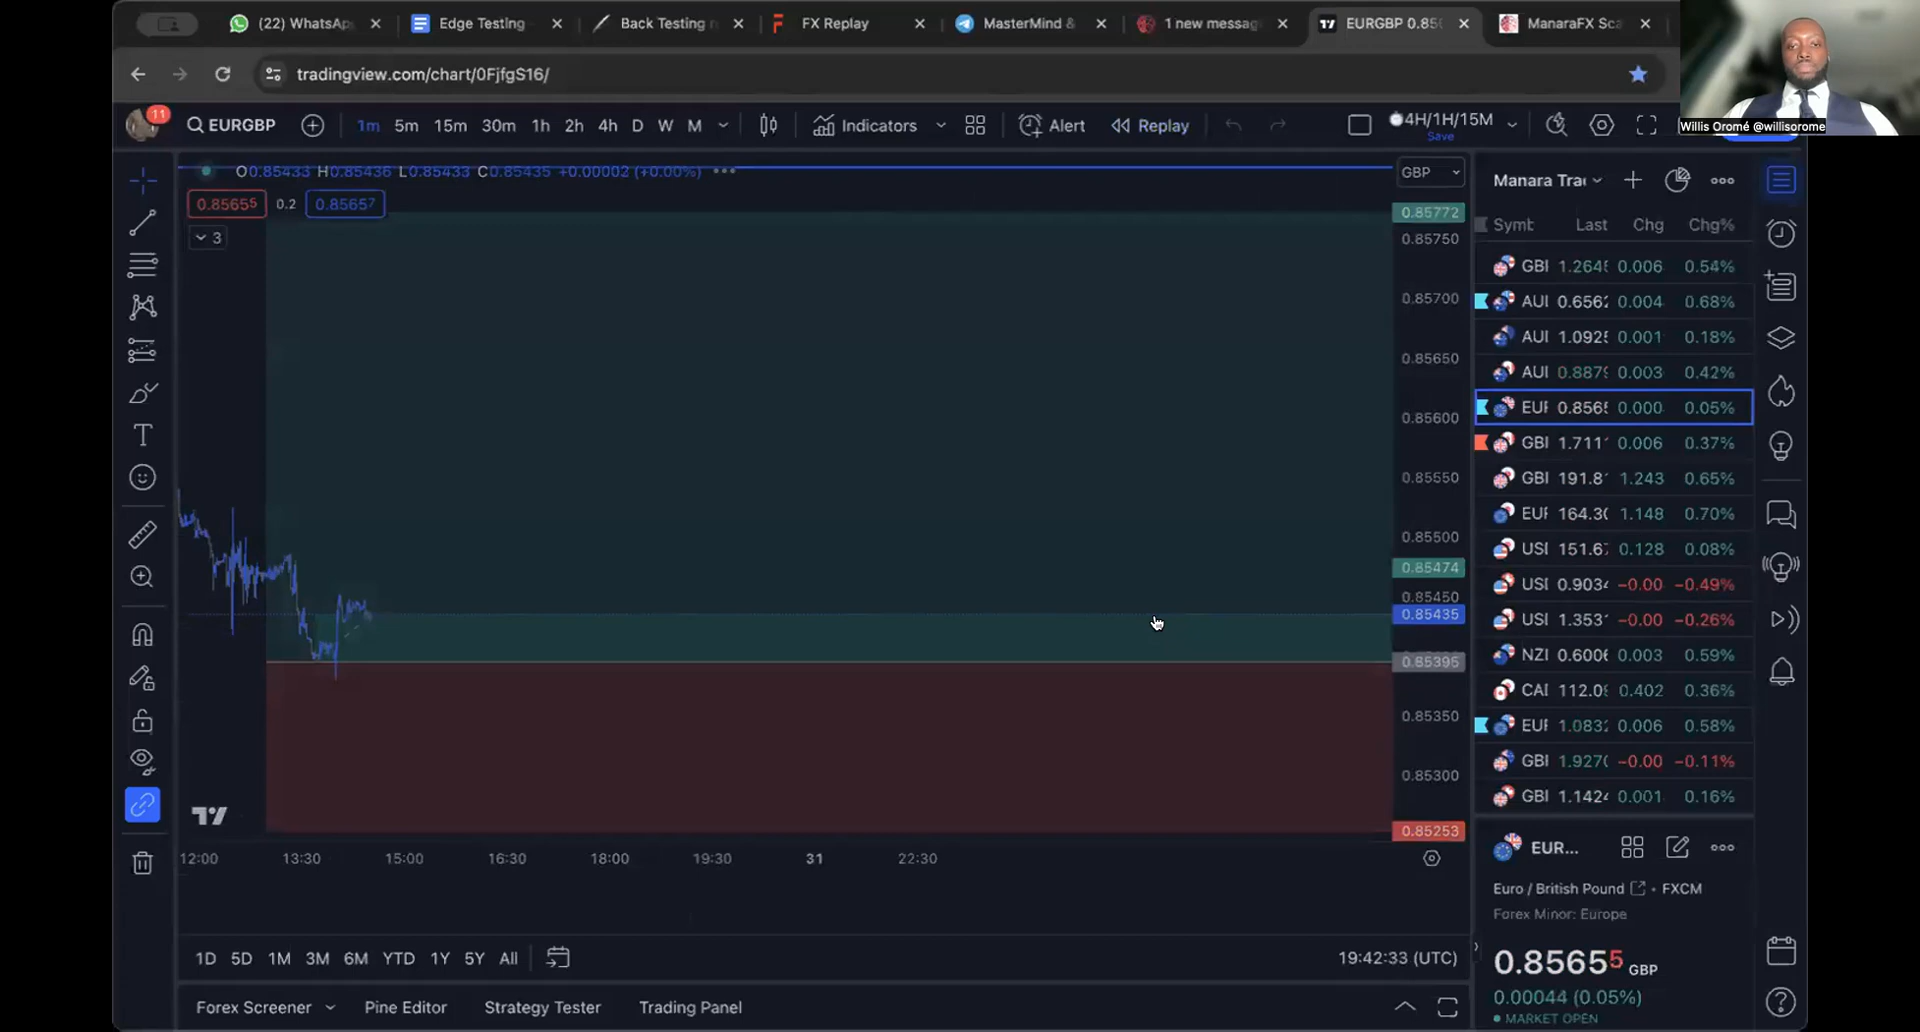 (22) WhatsAp
Edge Testing
Back Testing
FX Replay
MasterMind &
1 new messag
EURGBP 0.85
ManaraFX Sca
tradingview.com/chart/0FjfgS16/
Willis Oromé @willisorome
11
EURGBP
1m 5m 15m 30m 1h 2h 4h D W M
Indicators
Alert
Replay
4H/1H/15M
Save
O0.85433 H0.85436 L0.85433 C0.85435 +0.00002 (+0.00%)
0.85655 0.2 0.85657
3
GBP
0.85772
0.85750
0.85700
0.85650
0.85600
0.85550
0.85500
0.85474
0.85450
0.85435
0.85395
0.85350
0.85300
0.85253
12:00 13:30 15:00 16:30 18:00 19:30 31 22:30
1D 5D 1M 3M 6M YTD 1Y 5Y All
19:42:33 (UTC)
Forex Screener Pine Editor Strategy Tester Trading Panel
Manara Tra
Symb Last Chg Chg%
GBI 1.264 0.006 0.54%
AUI 0.656 0.004 0.68%
AUI 1.092 0.001 0.18%
AUI 0.887 0.003 0.42%
EUF 0.856 0.000 0.05%
GBI 1.711 0.006 0.37%
GBI 191.8 1.243 0.65%
EUF 164.3 1.148 0.70%
USI 151.6 0.128 0.08%
USI 0.903 −0.00 −0.49%
USI 1.353 −0.00 −0.26%
NZI 0.600 0.003 0.59%
CAI 112.0 0.402 0.36%
EUF 1.083 0.006 0.58%
GBI 1.927 −0.00 −0.11%
GBI 1.142 0.001 0.16%
EUR...
Euro / British Pound • FXCM
Forex Minor: Europe
0.85655 GBP
0.00044 (0.05%)
MARKET OPEN